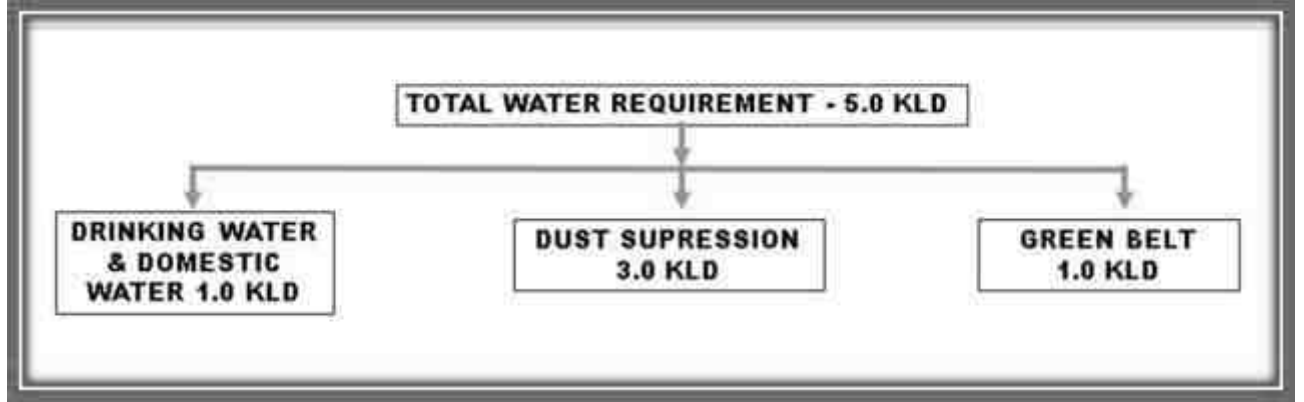 TOTAL WATER REQUIREMENT - 5.0 KLD
DRINKING WATER
& DOMESTIC
WATER 1.0 KLD
DUST SUPRESSION
3.0 KLD
GREEN BELT
1.0 KLD